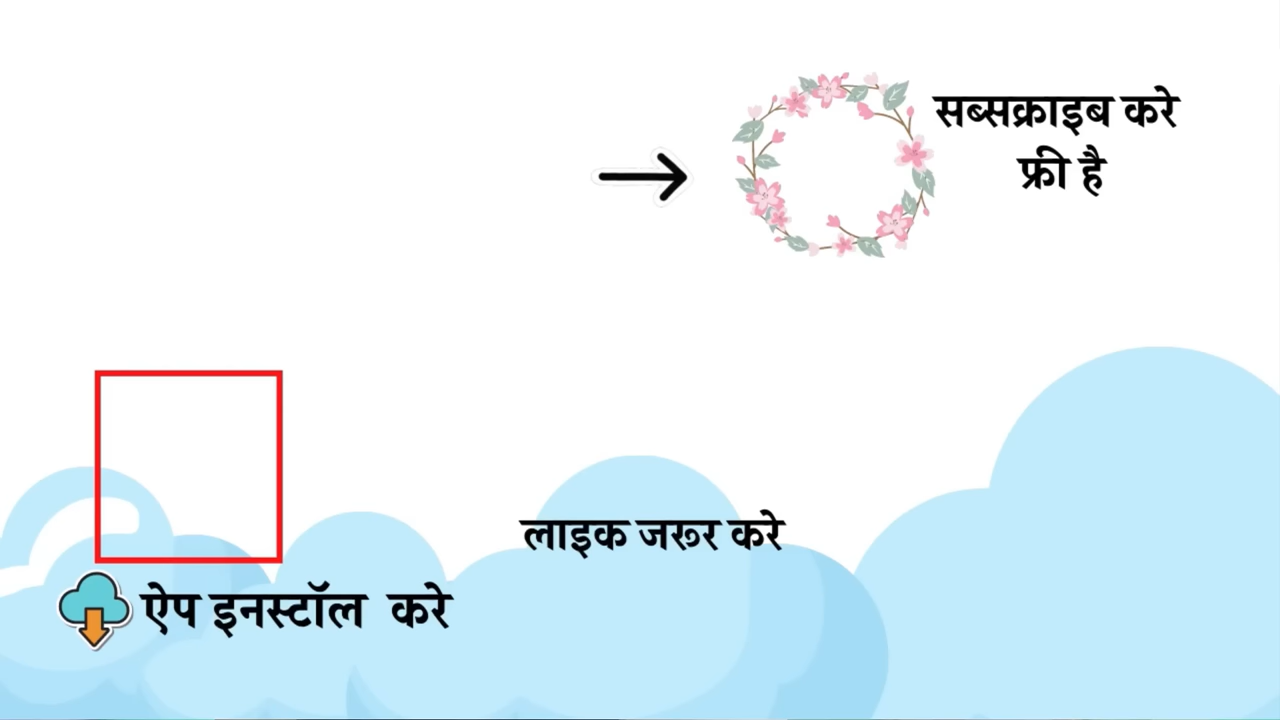 सब्सक्राइब करे
फ्री है
लाइक जरूर करे
ऐप इनस्टॉल करे